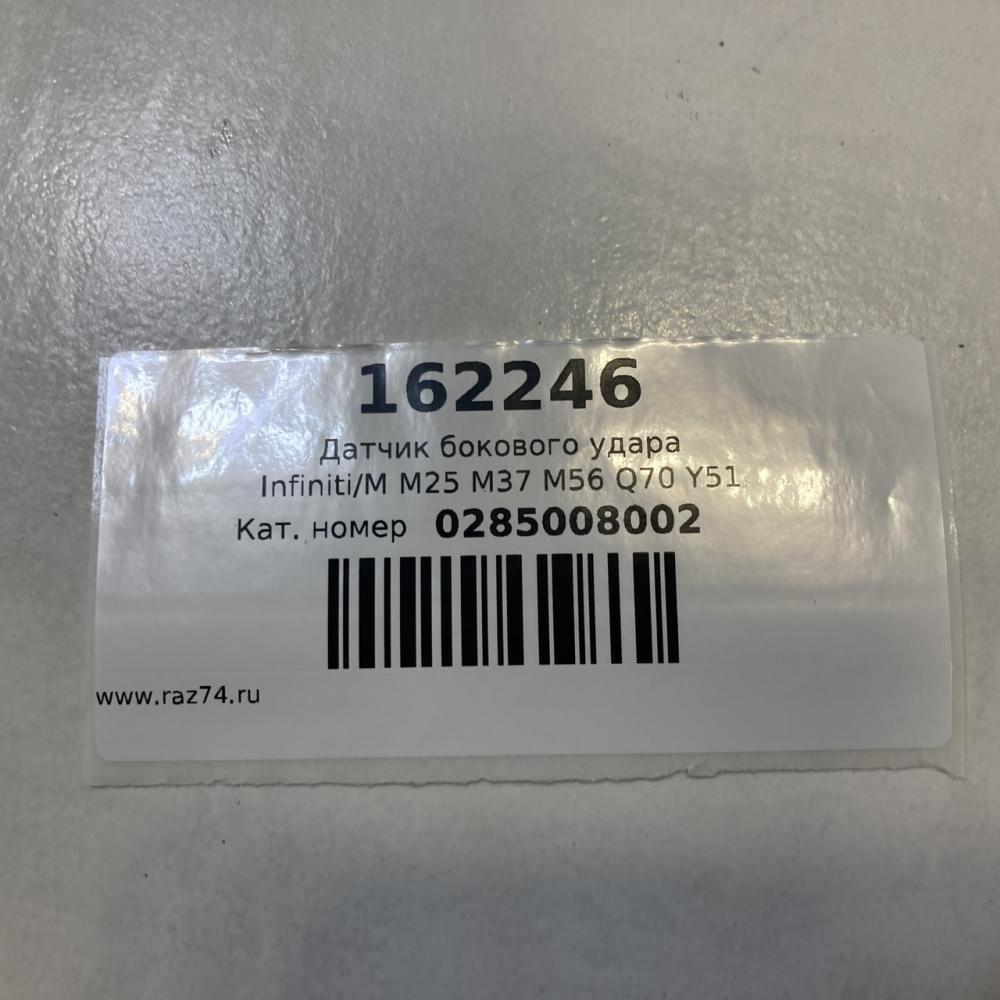 162246
Датчик бокового удара
Infiniti/M M25 M37 M56 Q70 Y51
Кат. номер 0285008002
www.raz74.ru